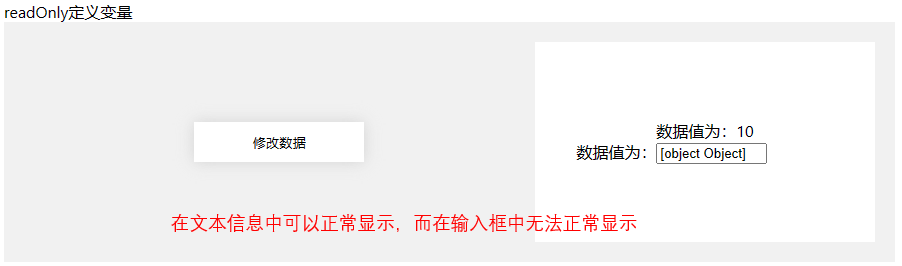 readOnly定义变量
修改数据
数据值为：10
数据值为：[object Object]
在文本信息中可以正常显示，而在输入框中无法正常显示